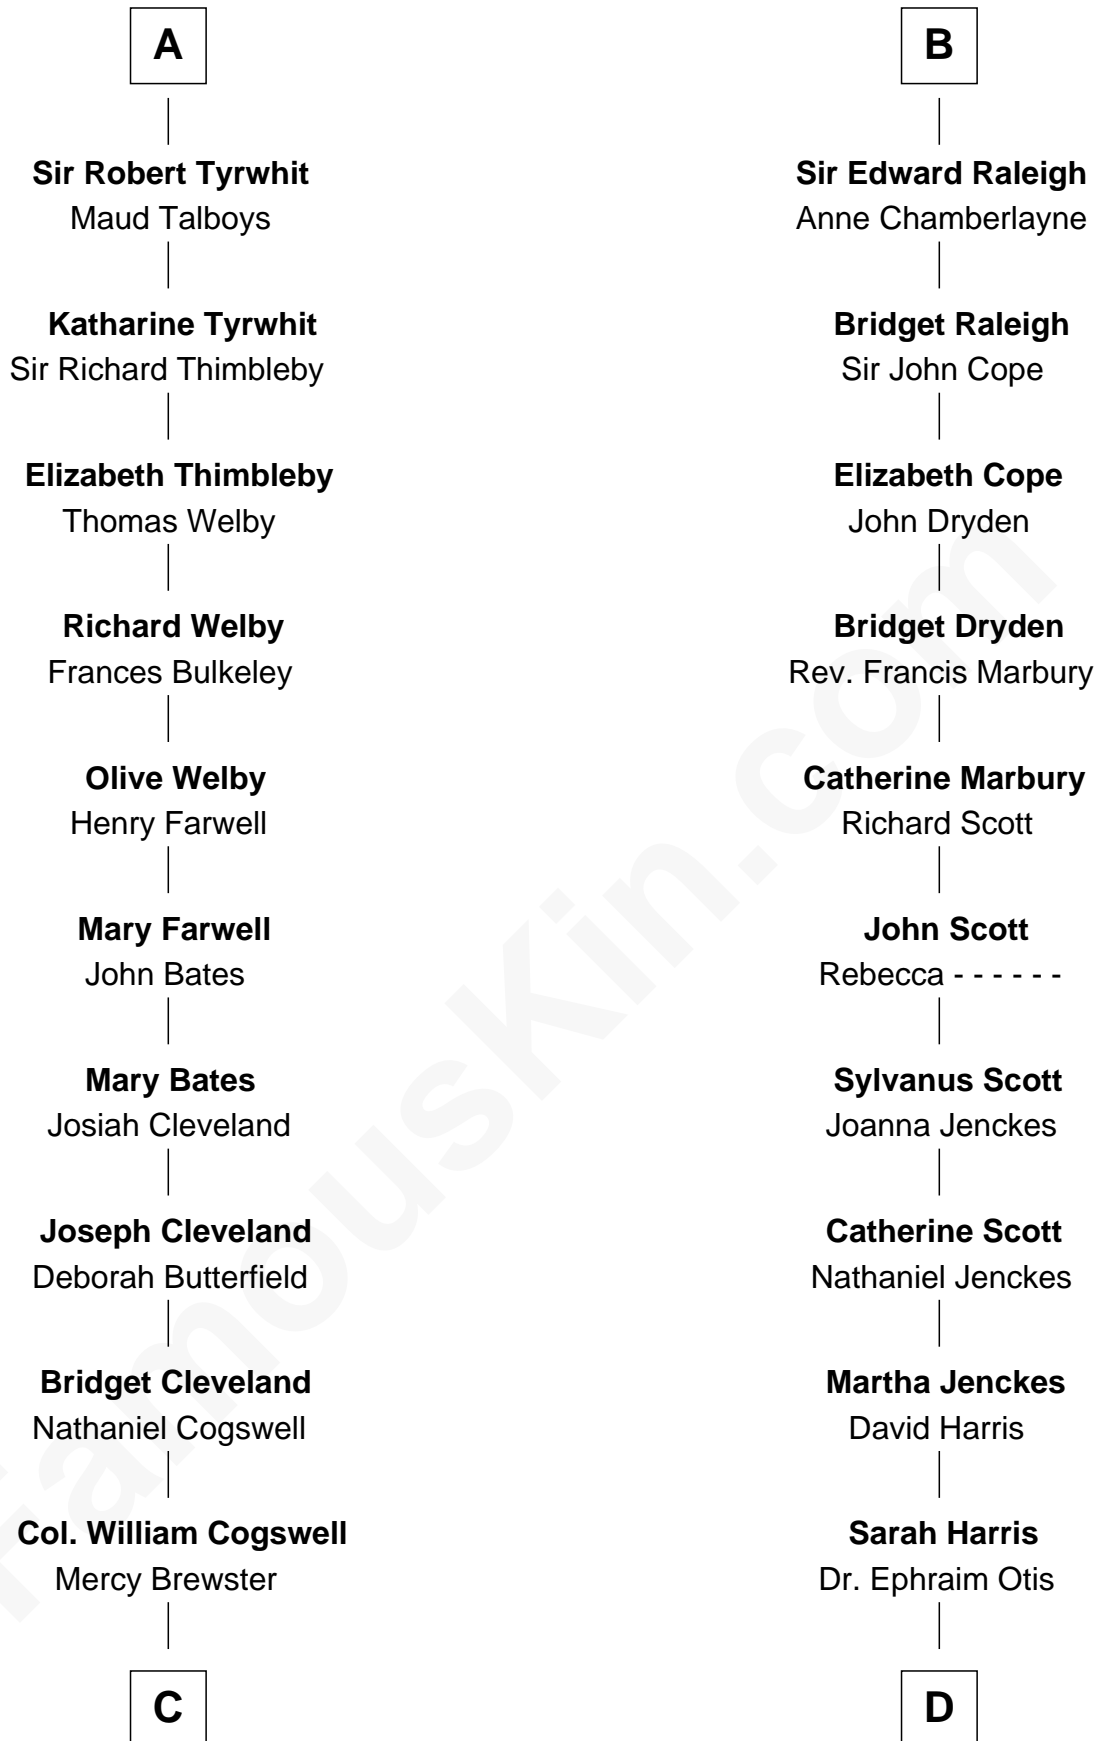 A
Sir Robert Tyrwhit
Maud Talboys
Katharine Tyrwhit
Sir Richard Thimbleby
Elizabeth Thimbleby
Thomas Welby
Richard Welby
Frances Bulkeley
Olive Welby
Henry Farwell
Mary Farwell
John Bates
Mary Bates
Josiah Cleveland
Joseph Cleveland
Deborah Butterfield
Bridget Cleveland
Nathaniel Cogswell
Col. William Cogswell
Mercy Brewster
C
B
Sir Edward Raleigh
Anne Chamberlayne
Bridget Raleigh
Sir John Cope
Elizabeth Cope
John Dryden
Bridget Dryden
Rev. Francis Marbury
Catherine Marbury
Richard Scott
John Scott
Rebecca - - - - - -
Sylvanus Scott
Joanna Jenckes
Catherine Scott
Nathaniel Jenckes
Martha Jenckes
David Harris
Sarah Harris
Dr. Ephraim Otis
D
FamousKin.com